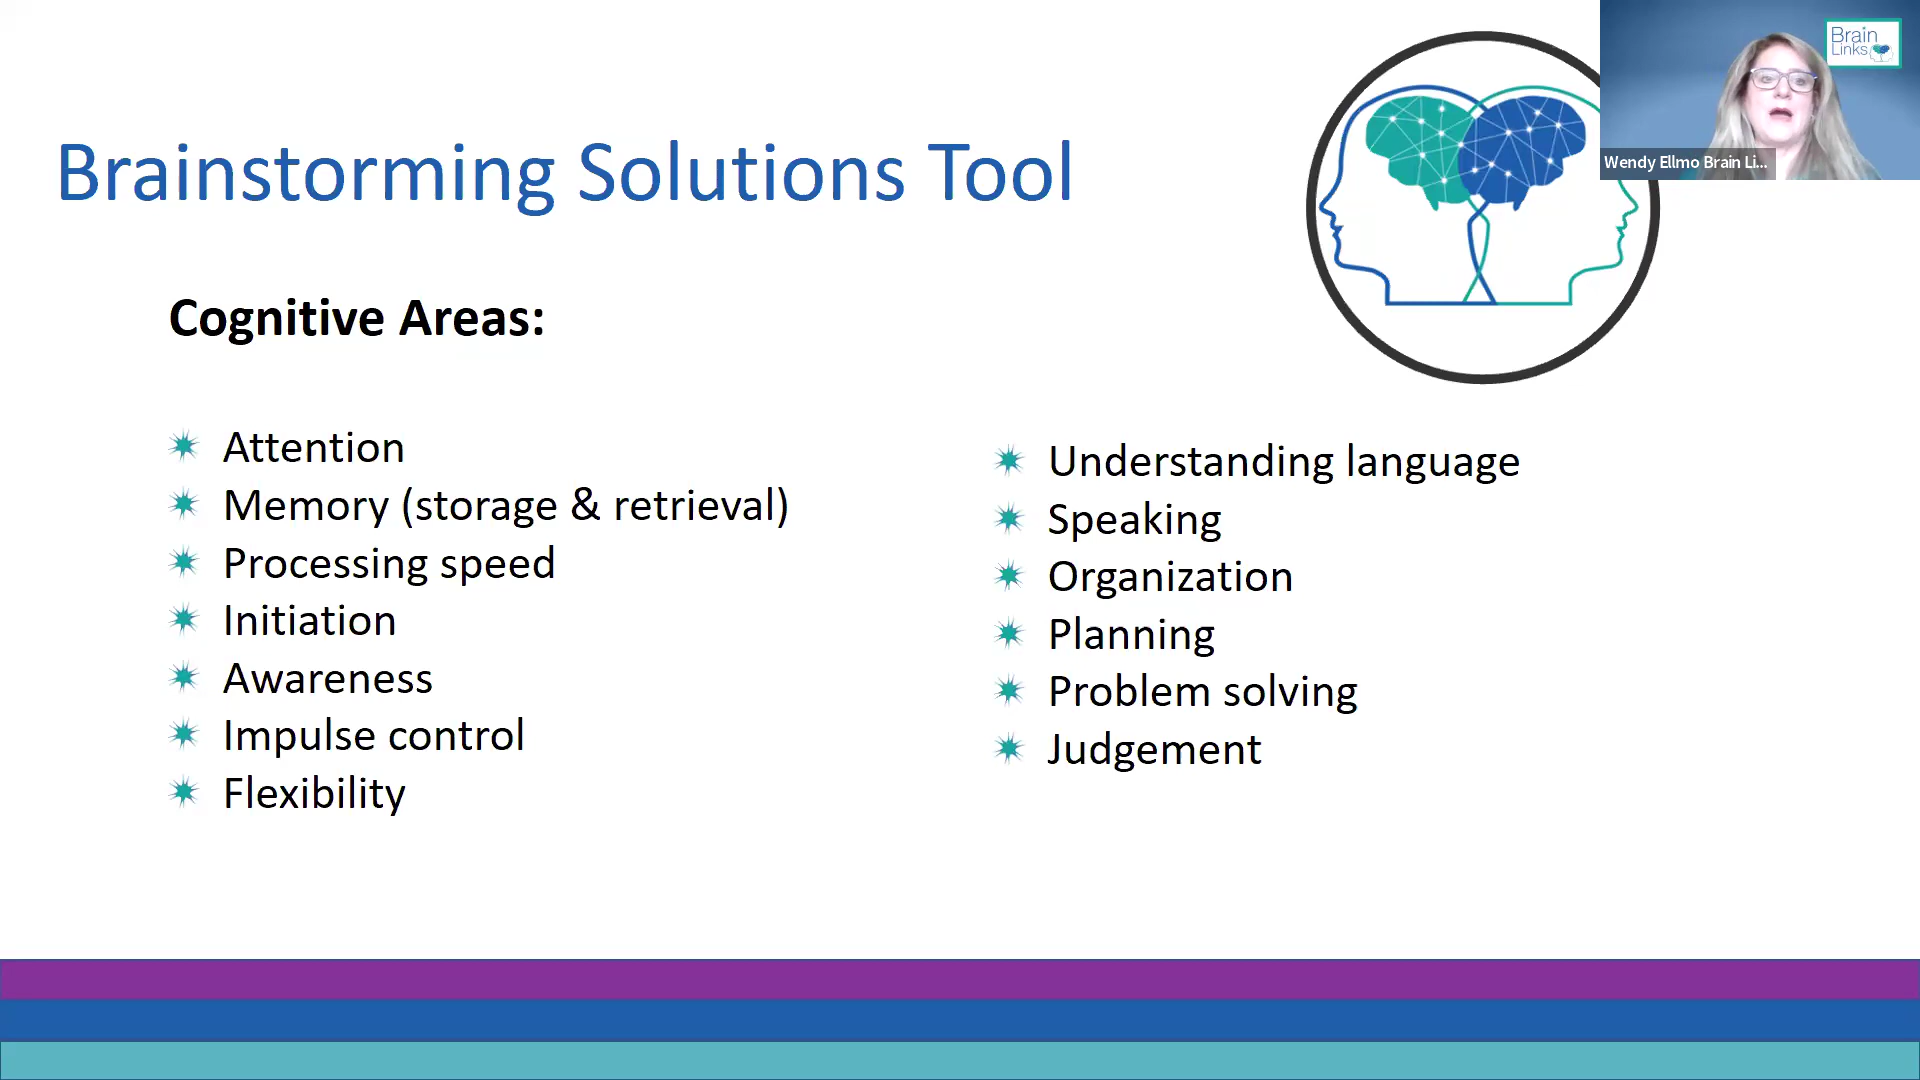 Brain
Links
Wendy Ellmo Brain Li...
Brainstorming Solutions Tool
Cognitive Areas:
Attention
Memory (storage & retrieval)
Processing speed
Initiation
Awareness
Impulse control
Flexibility
Understanding language
Speaking
Organization
Planning
Problem solving
Judgement